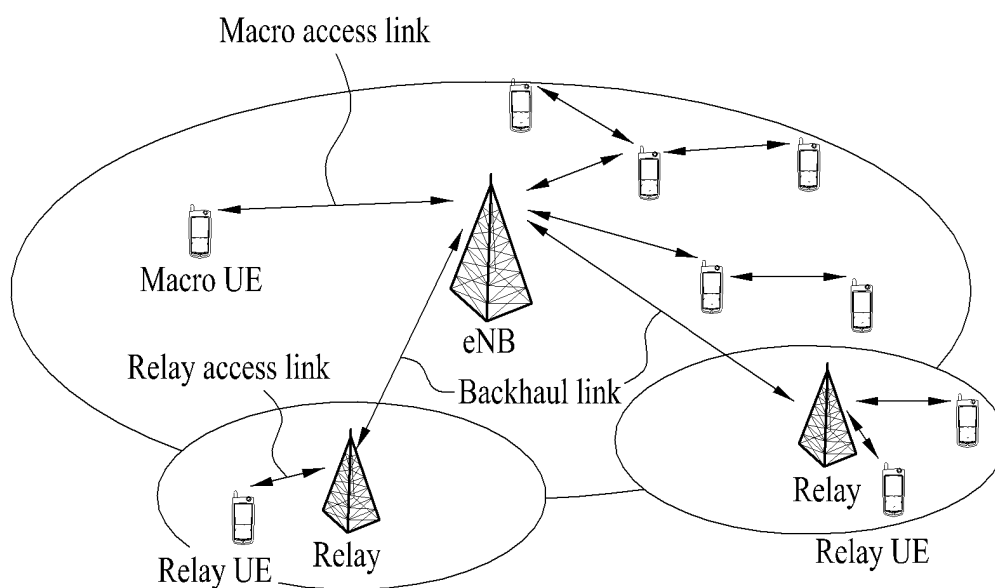 Macro access link
Macro UE
eNB
Relay access link
Backhaul link
Relay
Relay UE
Relay
Relay UE